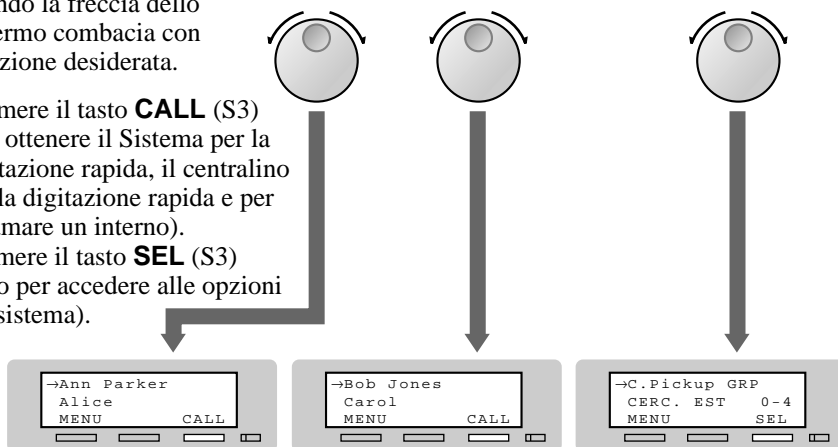 ndo la freccia dello
ermo combacia con
zione desiderata.
mere il tasto CALL (S3)
ottenere il Sistema per la
tazione rapida, il centralino
la digitazione rapida e per
amare un interno).
mere il tasto SEL (S3)
o per accedere alle opzioni
sistema).
→Ann Parker
Alice
MENU CALL
→Bob Jones
Carol
MENU CALL
→C.Pickup GRP
CERC. EST 0-4
MENU SEL